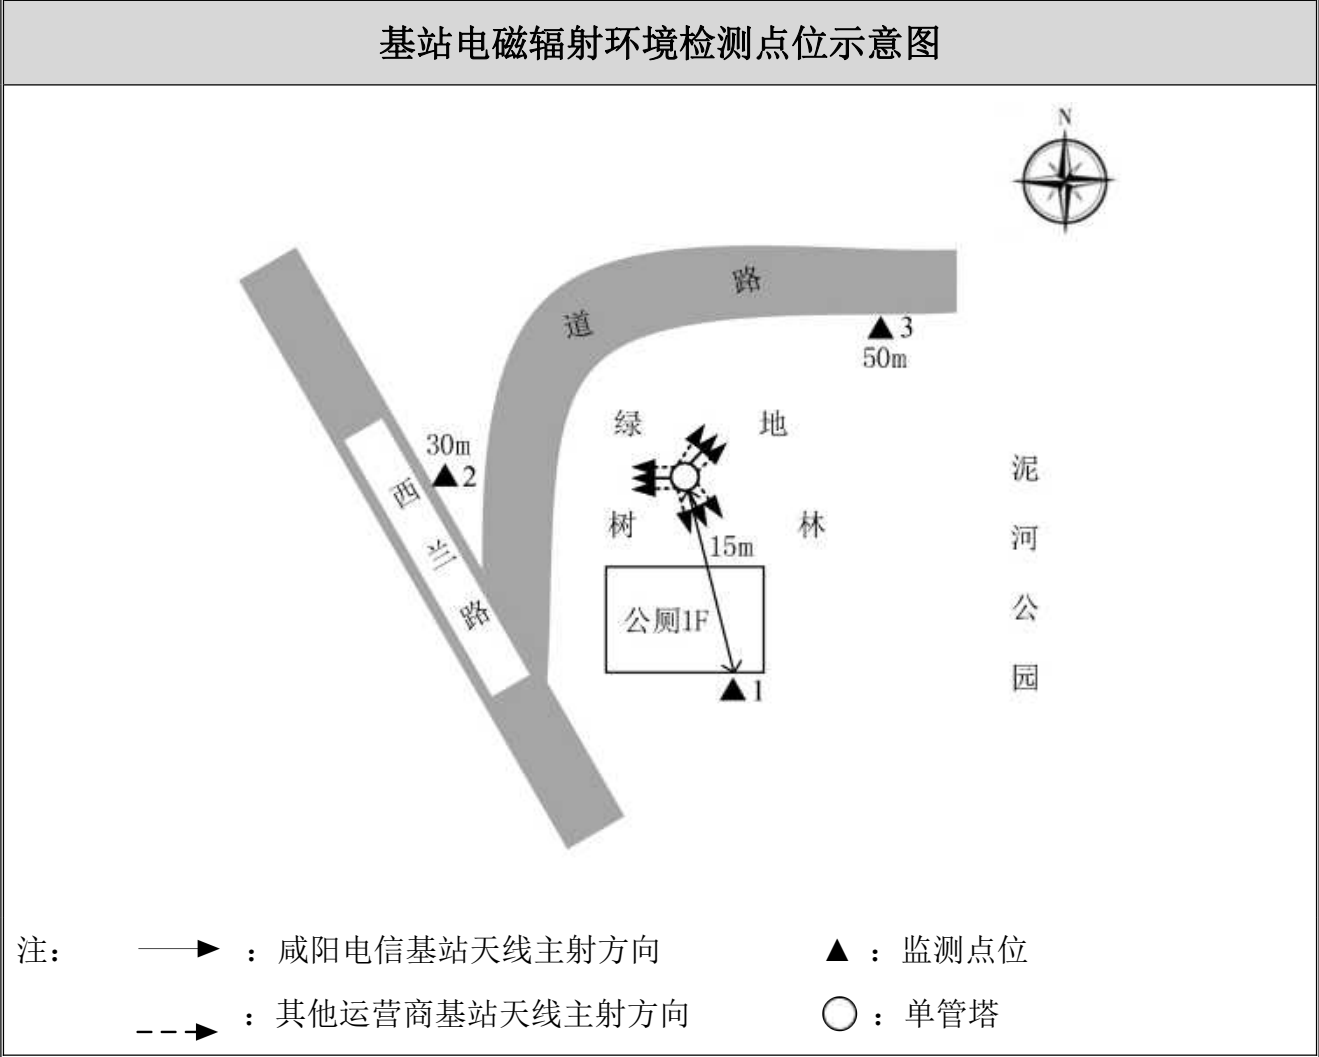 基站电磁辐射环境检测点位示意图
N
道路
3
50m
30m
2
绿地
树林
15m
西兰路
公厕1F
1
泥河公园
注： ：咸阳电信基站天线主射方向 ：监测点位
：其他运营商基站天线主射方向 ：单管塔